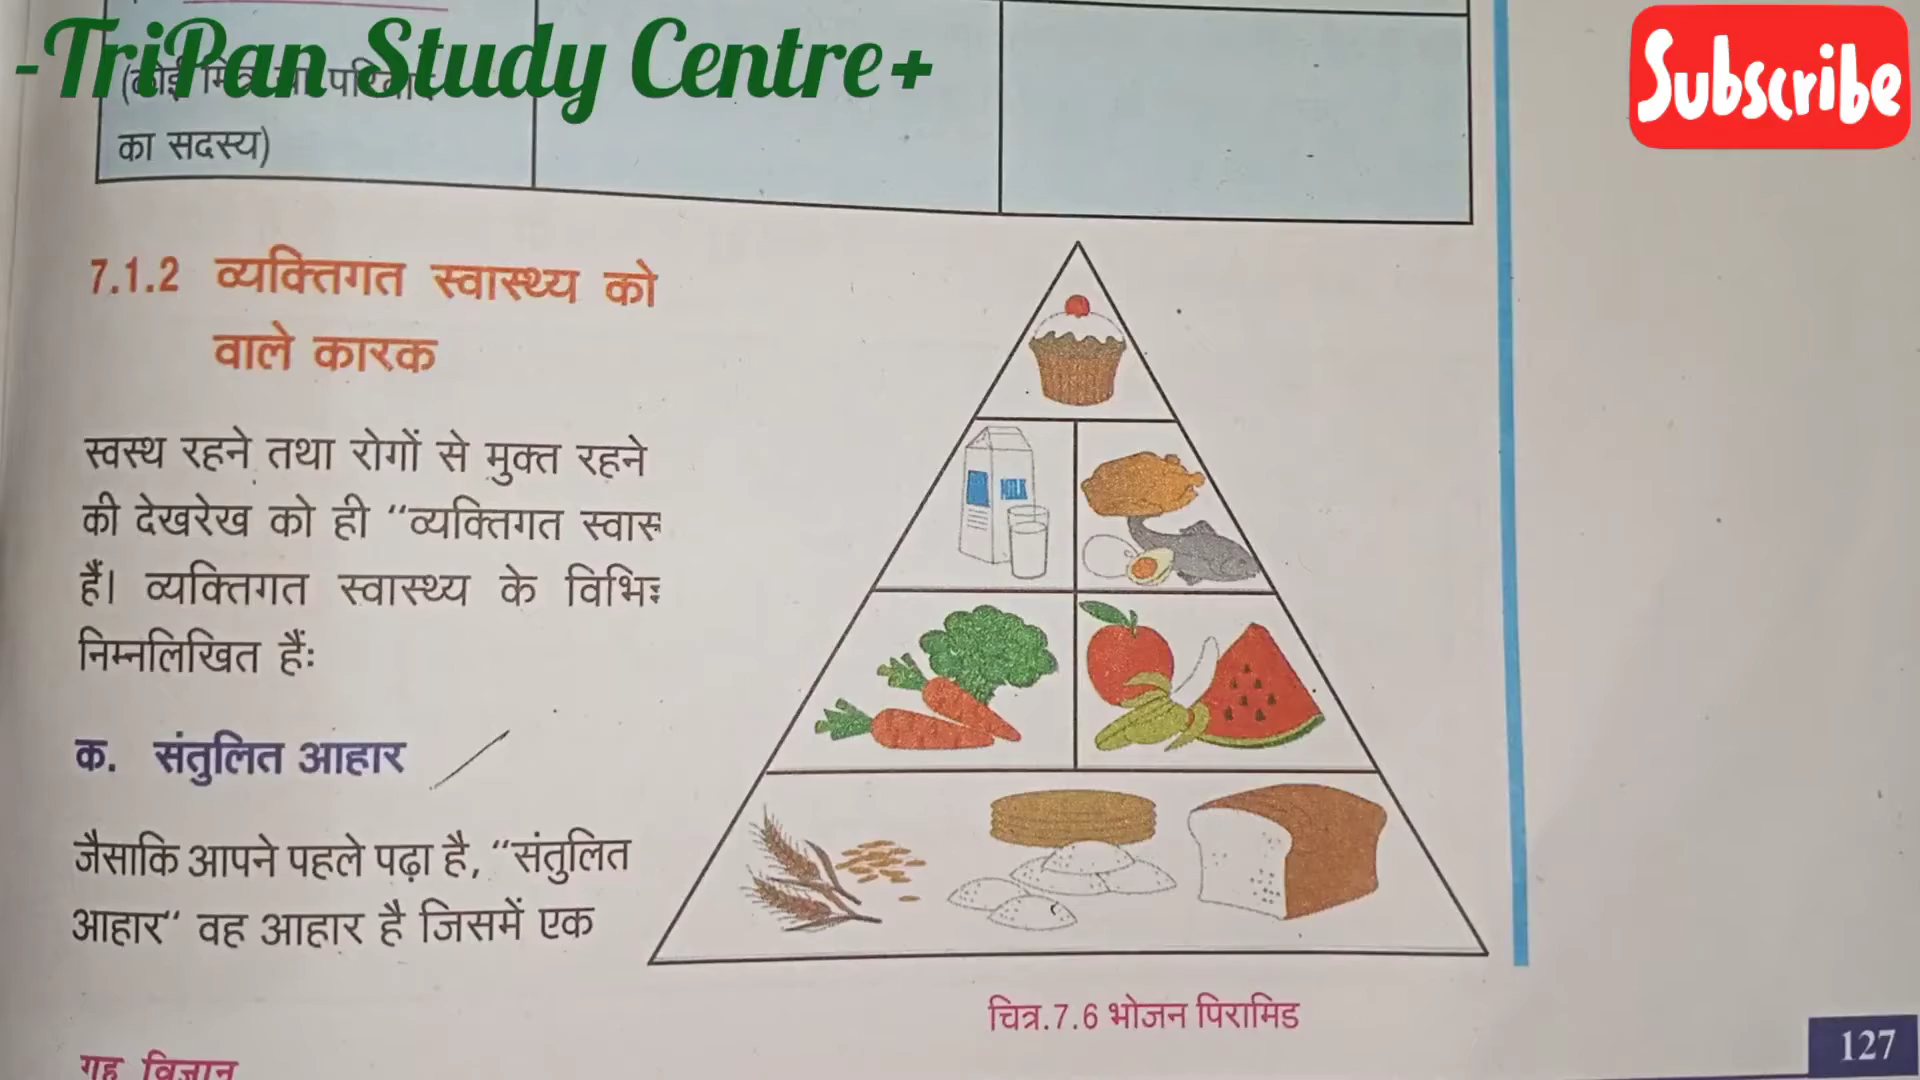 -TriPan Study Centre+
Subscribe
का सदस्य)
7.1.2 व्यक्तिगत स्वास्थ्य को
वाले कारक
स्वस्थ रहने तथा रोगों से मुक्त रहने
की देखरेख को ही “व्यक्तिगत
हैं। व्यक्तिगत स्वास्थ्य के
निम्नलिखित हैं:
क. संतुलित आहार
जैसाकि आपने पहले पढ़ा है, “संतुलित
आहार“ वह आहार है जिसमें एक
MILK
चित्र.7.6 भोजन पिरामिड
गृह विज्ञान
127